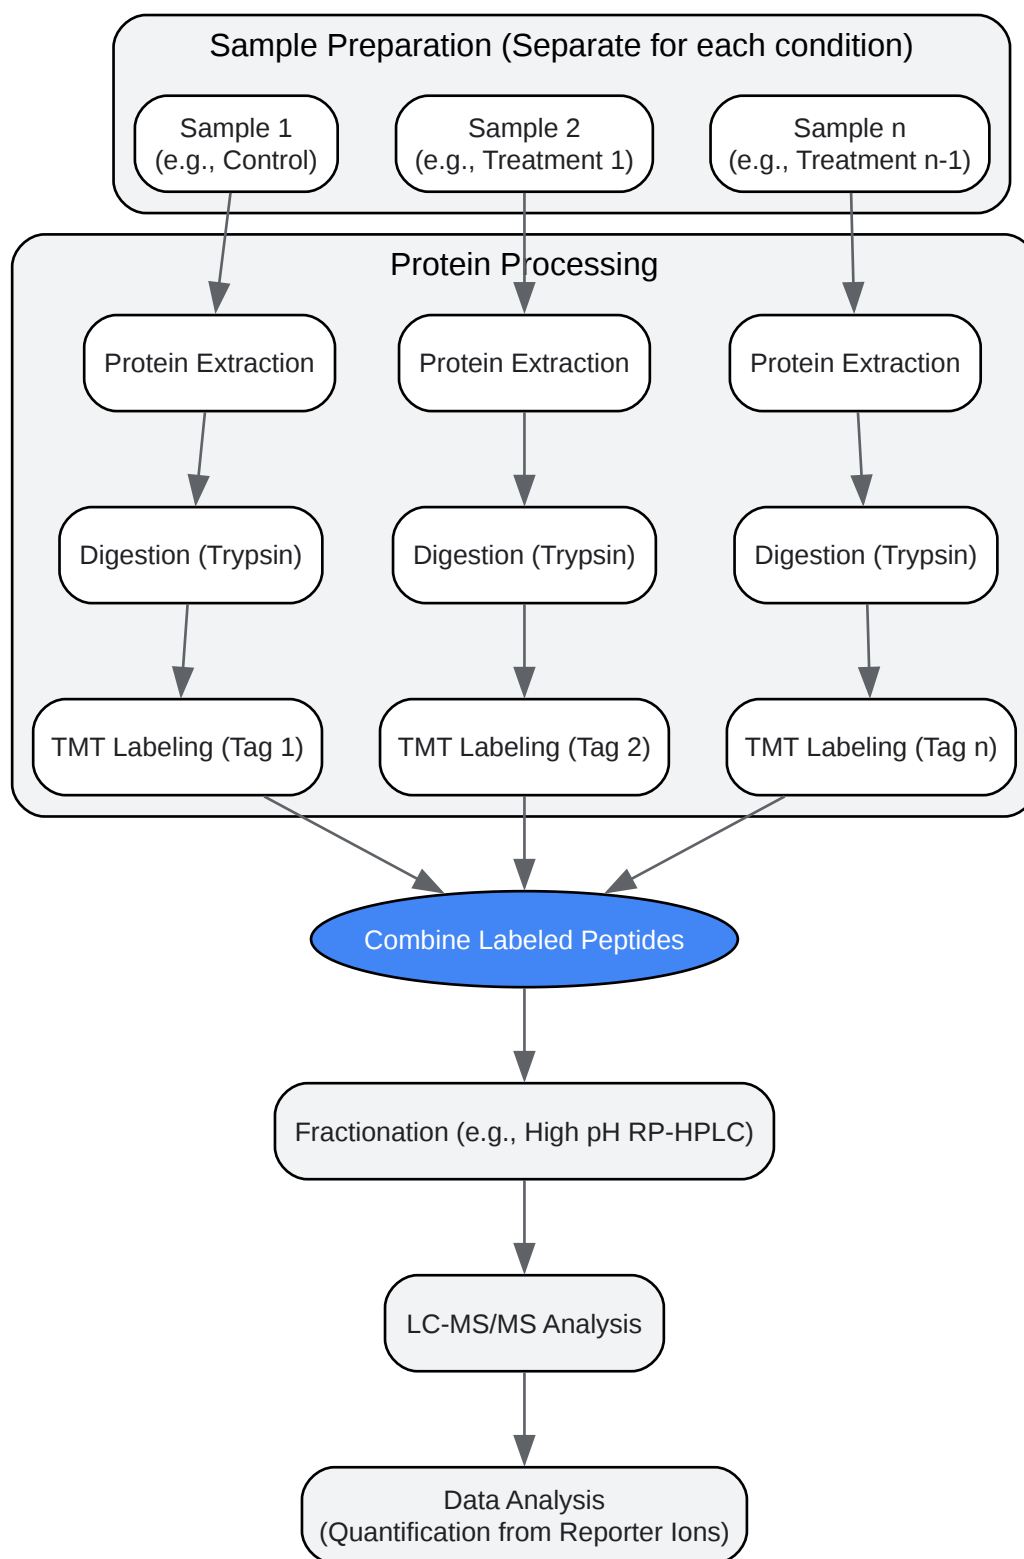 Sample Preparation (Separate for each condition)
Sample 1
(e.g., Control)
Sample 2
(e.g., Treatment 1)
Sample n
(e.g., Treatment n-1)
Protein Processing
Protein Extraction
Protein Extraction
Protein Extraction
Digestion (Trypsin)
Digestion (Trypsin)
Digestion (Trypsin)
TMT Labeling (Tag 1)
TMT Labeling (Tag 2)
TMT Labeling (Tag n)
Combine Labeled Peptides
Fractionation (e.g., High pH RP-HPLC)
LC-MS/MS Analysis
Data Analysis
(Quantification from Reporter Ions)